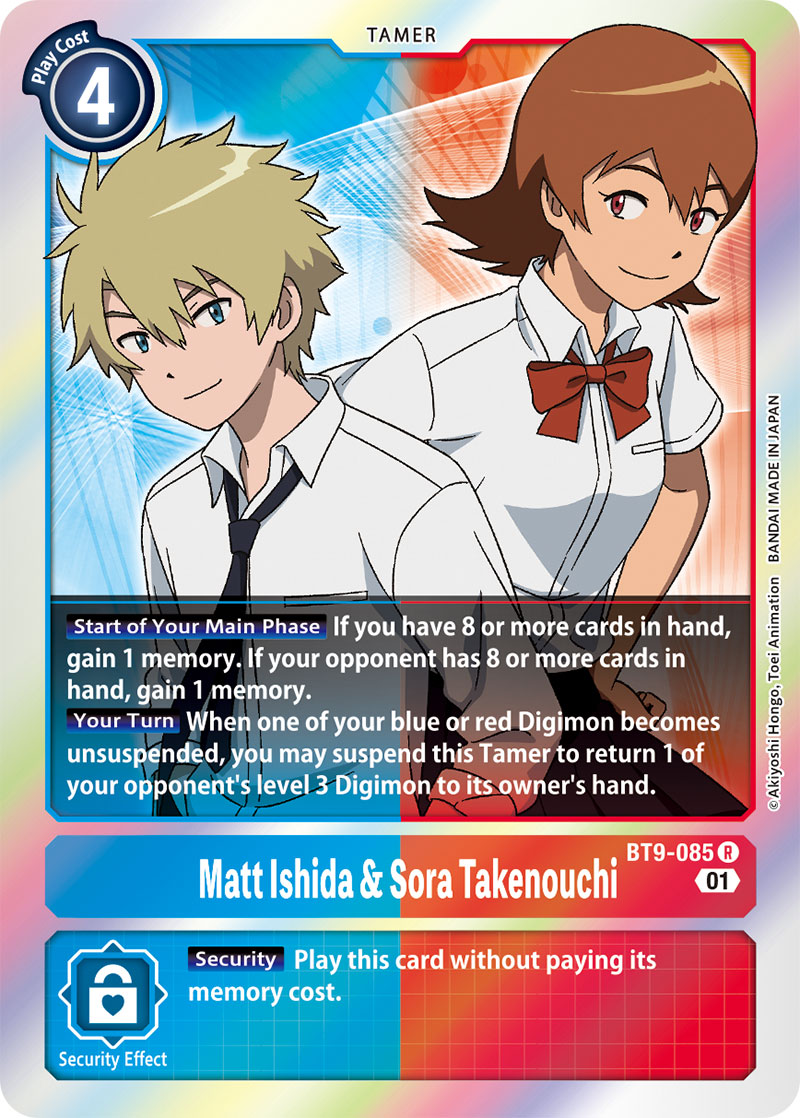 TAMER
Play Cost
4
Start of Your Main Phase If you have 8 or more cards in hand,
gain 1 memory. If your opponent has 8 or more cards in
hand, gain 1 memory.
Your Turn When one of your blue or red Digimon becomes
unsuspended, you may suspend this Tamer to return 1 of
your opponent's level 3 Digimon to its owner's hand.
© Akiyoshi Hongo, Toei Animation BANDAI MADE IN JAPAN
BT9-085 R
Matt Ishida & Sora Takenouchi
01
Security Play this card without paying its
memory cost.
Security Effect